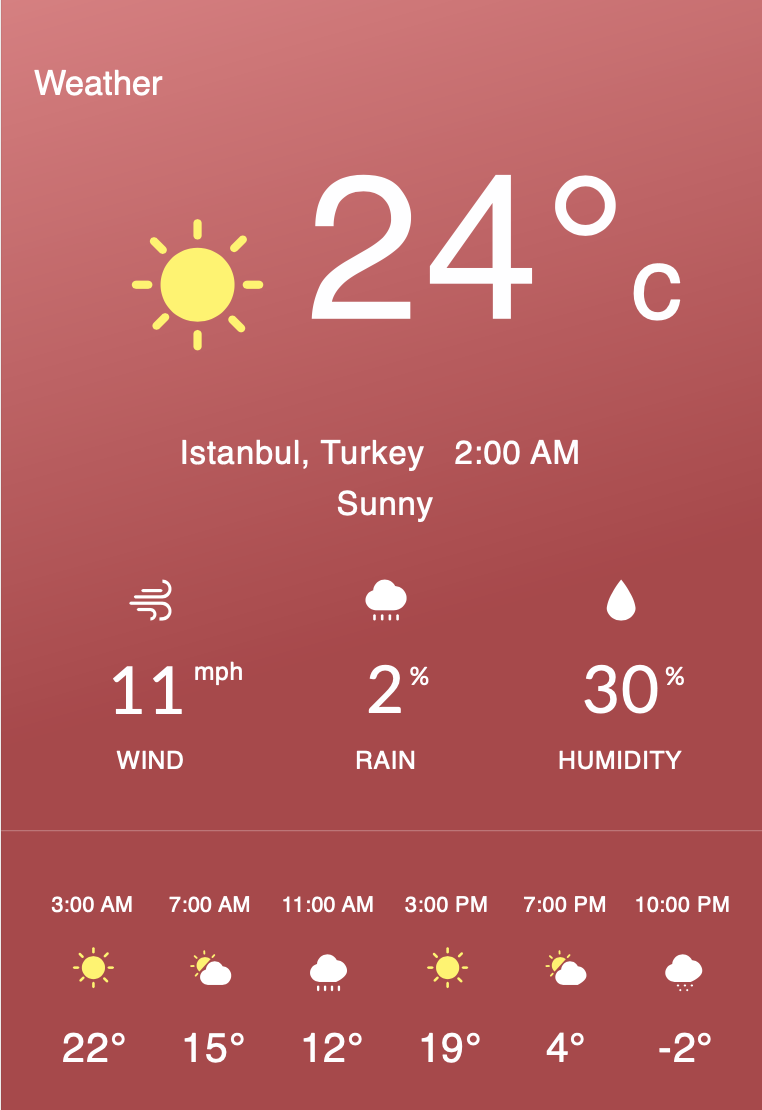 Weather
24°c
Istanbul, Turkey 2:00 AM
Sunny
11 mph 2 % 30 %
WIND RAIN HUMIDITY
3:00 AM 7:00 AM 11:00 AM 3:00 PM 7:00 PM 10:00 PM
22° 15° 12° 19° 4° -2°